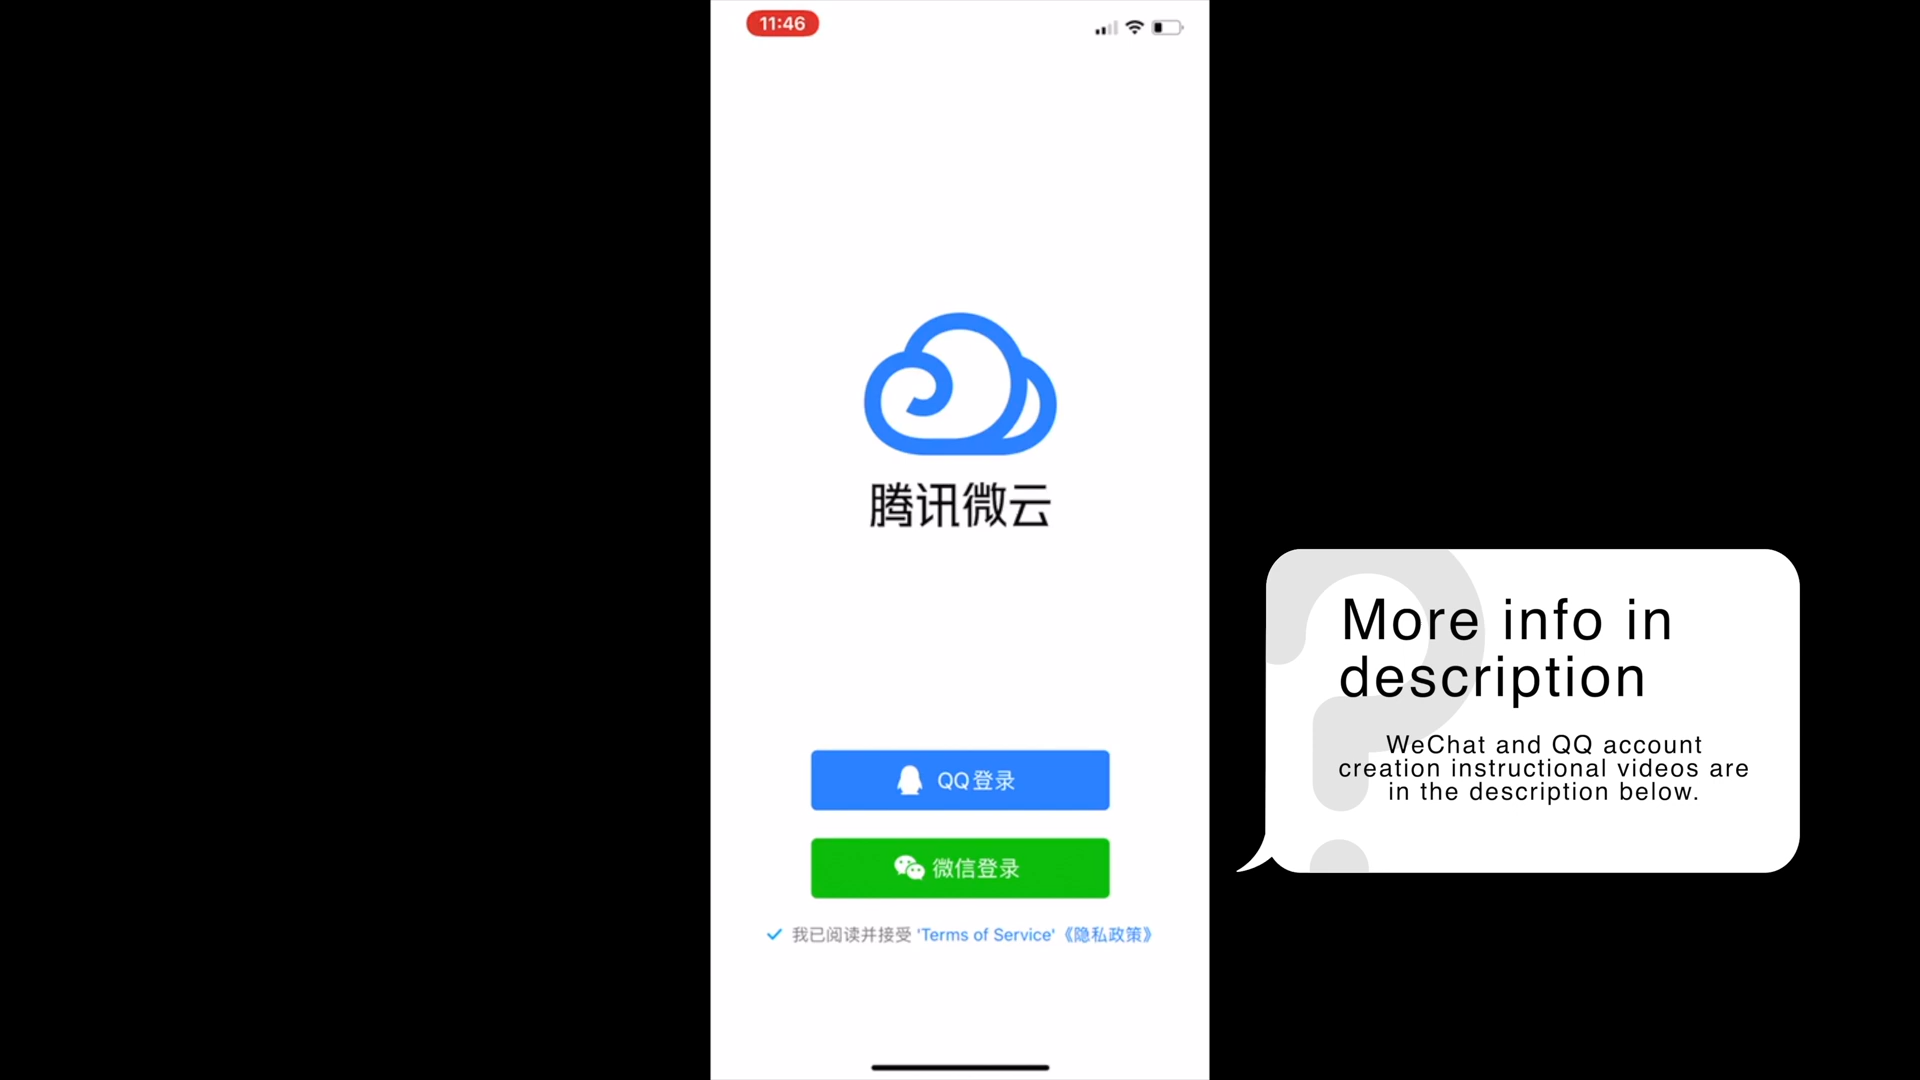 11:46
腾讯微云
QQ登录
微信登录
我已阅读并接受 'Terms of Service'《隐私政策》
More info in
description
WeChat and QQ account
creation instructional videos are
in the description below.